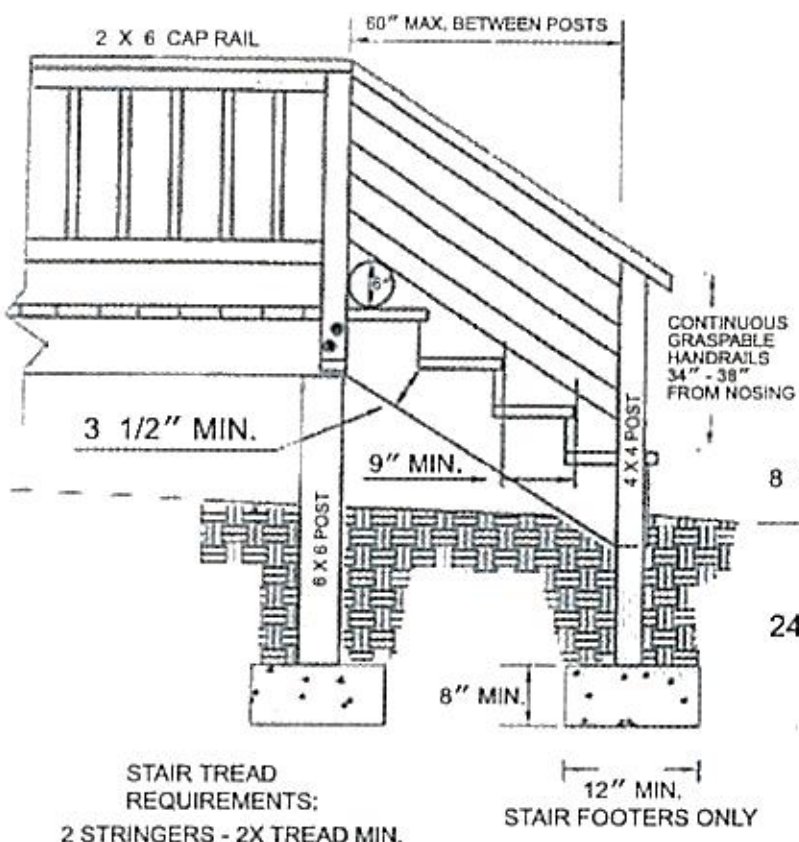 60" MAX. BETWEEN POSTS
2 X 6 CAP RAIL
6"
CONTINUOUS
GRASPABLE
HANDRAILS
34" - 38"
FROM NOSING
3 1/2" MIN.
9" MIN.
4 X 4 POST
8
6 X 6 POST
24
8" MIN.
12" MIN.
STAIR FOOTERS ONLY
STAIR TREAD
REQUIREMENTS:
2 STRINGERS - 2X TREAD MIN.